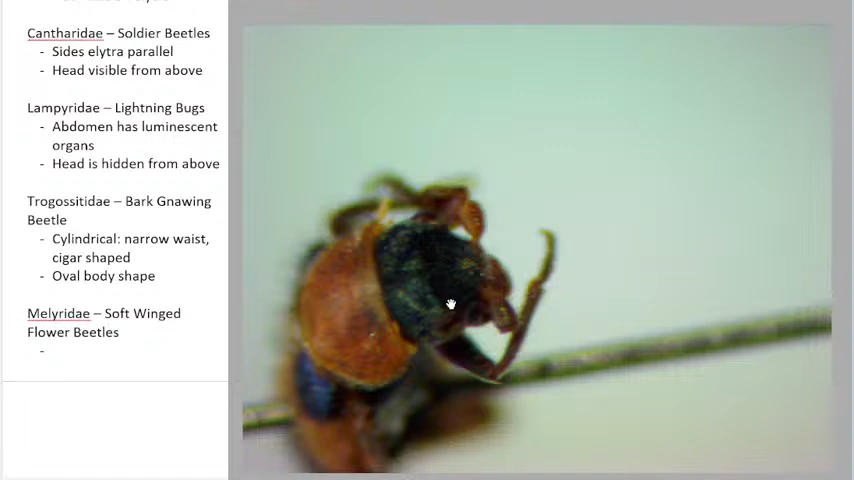 Cantharidae – Soldier Beetles
- Sides elytra parallel
- Head visible from above
Lampyridae – Lightning Bugs
- Abdomen has luminescent
organs
- Head is hidden from above
Trogossitidae – Bark Gnawing
Beetle
- Cylindrical: narrow waist,
cigar shaped
- Oval body shape
Melyridae – Soft Winged
Flower Beetles
-